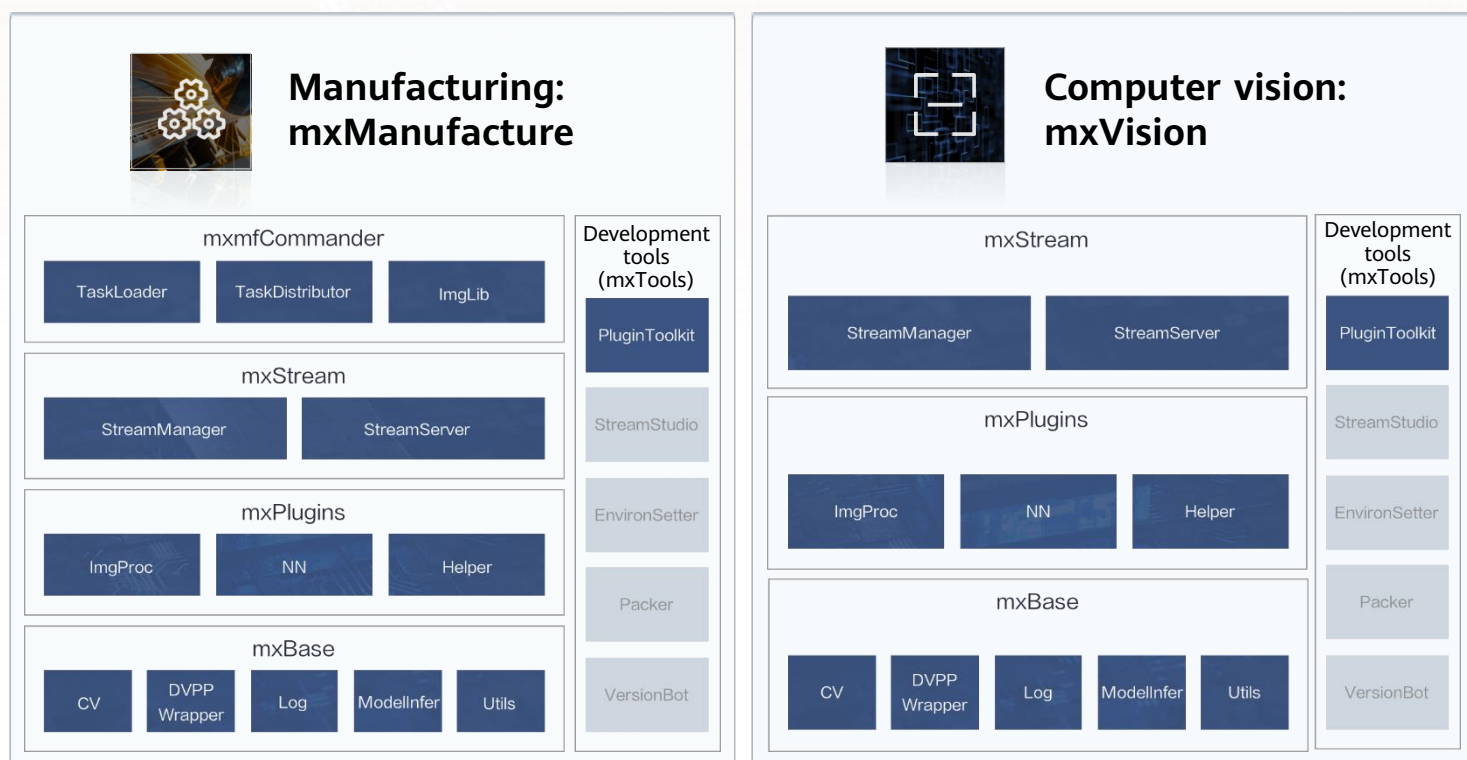 Manufacturing:
mxManufacture
mxmfCommander
TaskLoader
TaskDistributor
ImgLib
mxStream
StreamManager
StreamServer
mxPlugins
ImgProc
NN
Helper
mxBase
CV
DVPP
Wrapper
Log
ModelInfer
Utils
Development
tools
(mxTools)
PluginToolkit
StreamStudio
EnvironSetter
Packer
VersionBot
Computer vision:
mxVision
mxStream
StreamManager
StreamServer
mxPlugins
ImgProc
NN
Helper
mxBase
CV
DVPP
Wrapper
Log
ModelInfer
Utils
Development
tools
(mxTools)
PluginToolkit
StreamStudio
EnvironSetter
Packer
VersionBot